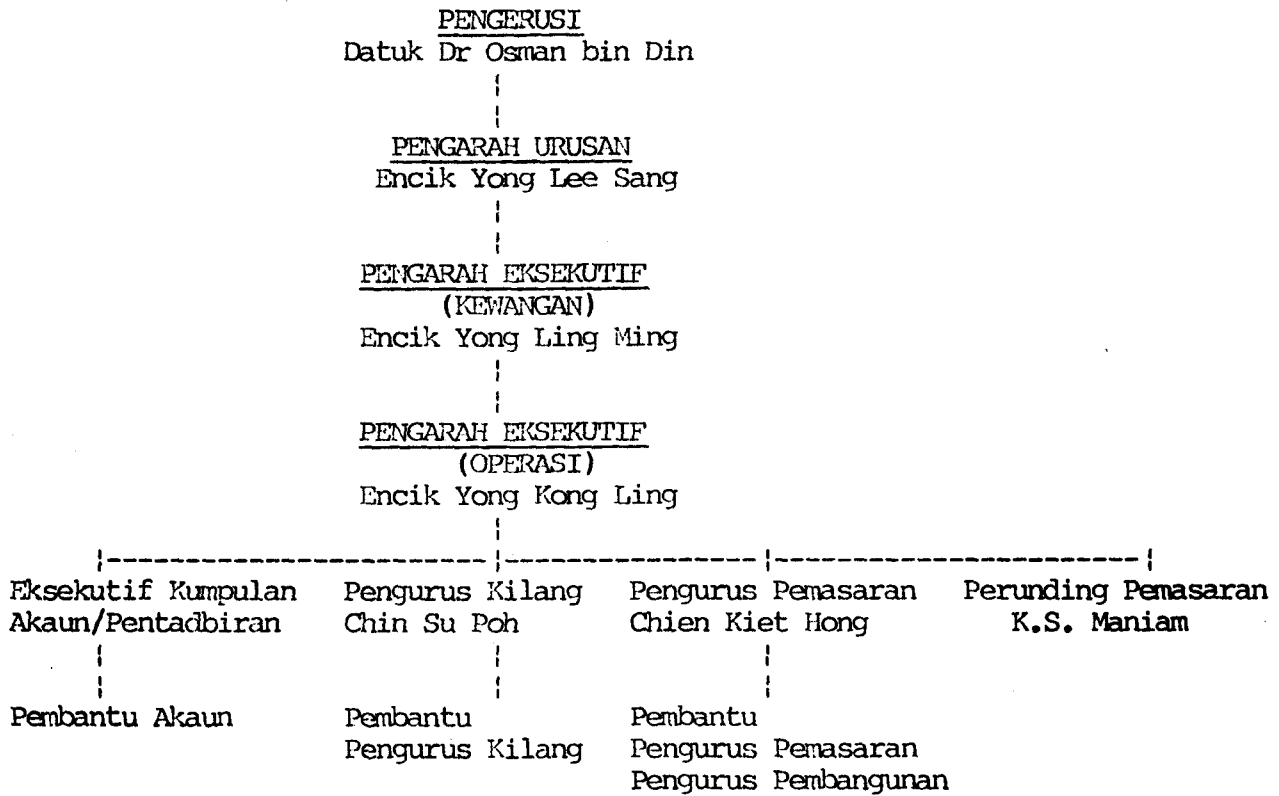 PENGERUSI
Datuk Dr Osman bin Din
PENGARAH URUSAN
Encik Yong Lee Sang
PENGARAH EKSEKUTIF
(KEWANGAN)
Encik Yong Ling Ming
PENGARAH EKSEKUTIF
(OPERASI)
Encik Yong Kong Ling
Eksekutif Kumpulan
Akaun/Pentadbiran
Pengurus Kilang
Chin Su Poh
Pengurus Pemasaran
Chien Kiet Hong
Perunding Pemasaran
K.S. Maniam
Pembantu Akaun
Pembantu
Pengurus Kilang
Pembantu
Pengurus Pemasaran
Pengurus Pembangunan